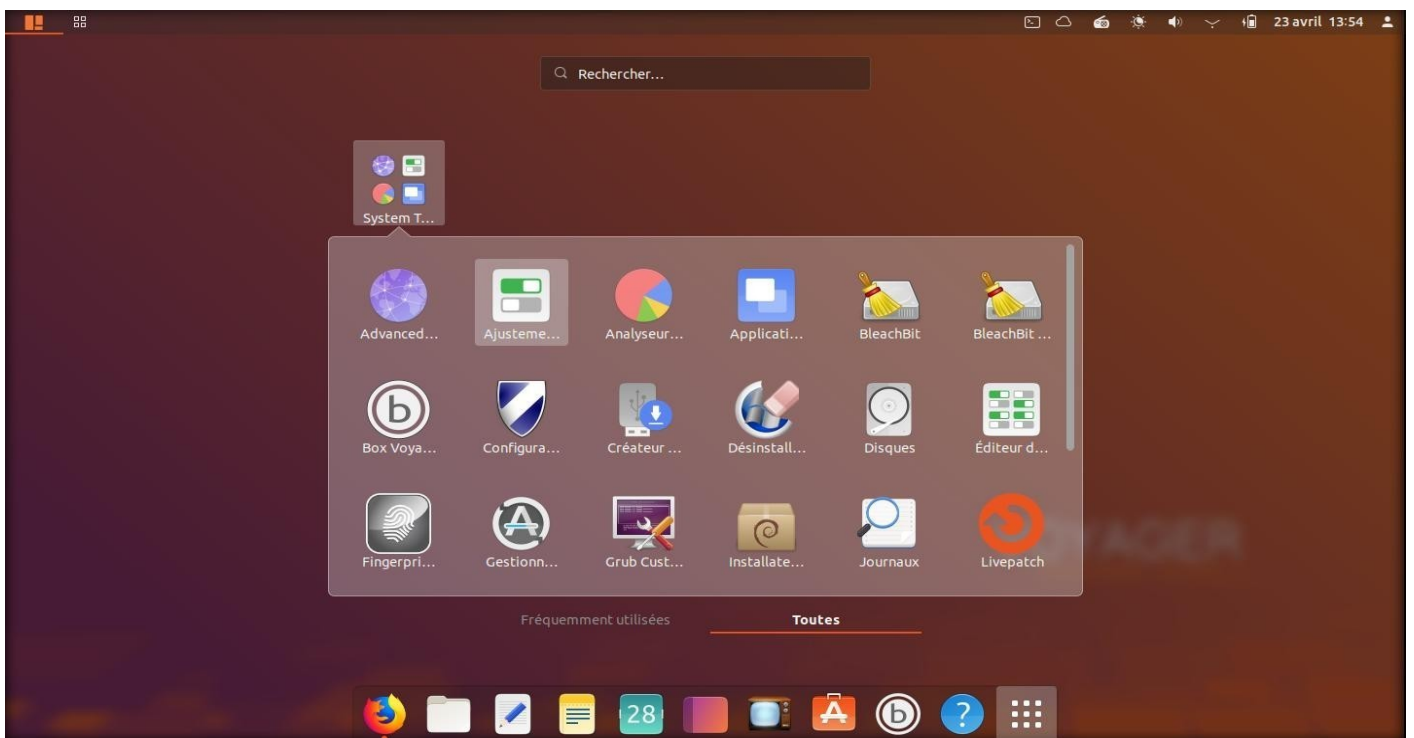 23 avril 13:54
Rechercher...
System T...
Advanced... Ajusteme... Analyseur... Applicati... BleachBit BleachBit ...
Box Voya... Configura... Créateur ... Désinstall... Disques Éditeur d...
Fingerpri... Gestionn... Grub Cust... Installate... Journaux Livepatch
OYAGER
Fréquemment utilisées Toutes
28